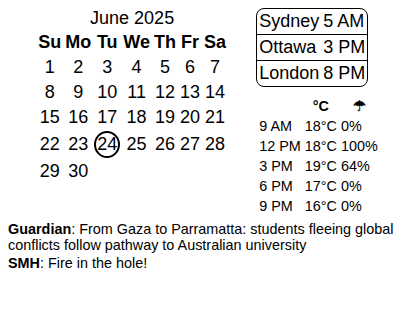 June 2025
Su Mo Tu We Th Fr Sa
1 2 3 4 5 6 7
8 9 10 11 12 13 14
15 16 17 18 19 20 21
22 23 24 25 26 27 28
29 30
Sydney 5 AM
Ottawa 3 PM
London 8 PM
°C ☂
9 AM 18°C 0%
12 PM 18°C 100%
3 PM 19°C 64%
6 PM 17°C 0%
9 PM 16°C 0%
Guardian: From Gaza to Parramatta: students fleeing global
conflicts follow pathway to Australian university
SMH: Fire in the hole!